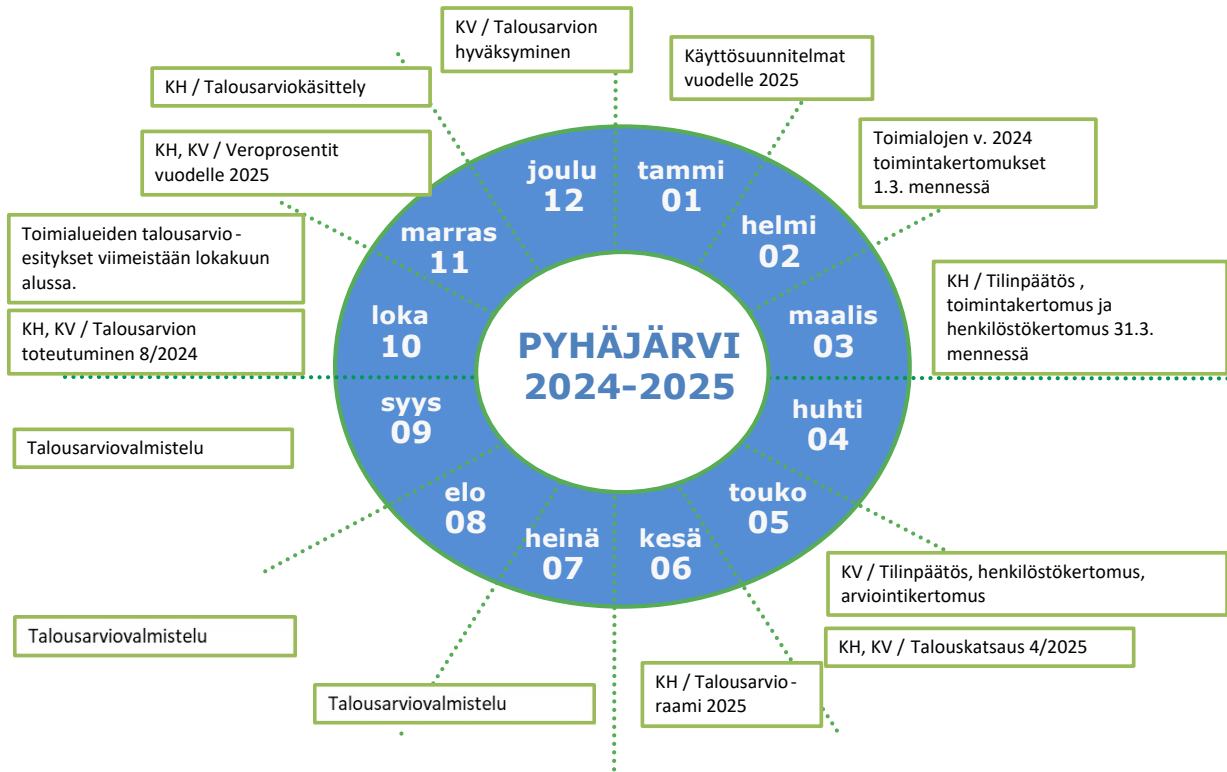 KV / Talousarvion
hyväksyminen
Käyttösuunnitelmat
vuodelle 2025
KH / Talousarviokäsittely
Toimialojen v. 2024
toimintakertomukset
1.3. mennessä
KH, KV / Veroprosentit
vuodelle 2025
Toimialueiden talousarvio-
esitykset viimeistään lokakuun
alussa.
KH / Tilinpäätös ,
toimintakertomus ja
henkilöstökertomus 31.3.
mennessä
KH, KV / Talousarvion
toteutuminen 8/2024
joulu
12
tammi
01
helmi
02
marras
11
loka
10
maalis
03
PYHÄJÄRVI
2024-2025
syys
09
huhti
04
elo
08
touko
05
heinä
07
kesä
06
Talousarviovalmistelu
KV / Tilinpäätös, henkilöstökertomus,
arviointikertomus
Talousarviovalmistelu
KH, KV / Talouskatsaus 4/2025
Talousarviovalmistelu
KH / Talousarvio-
raami 2025